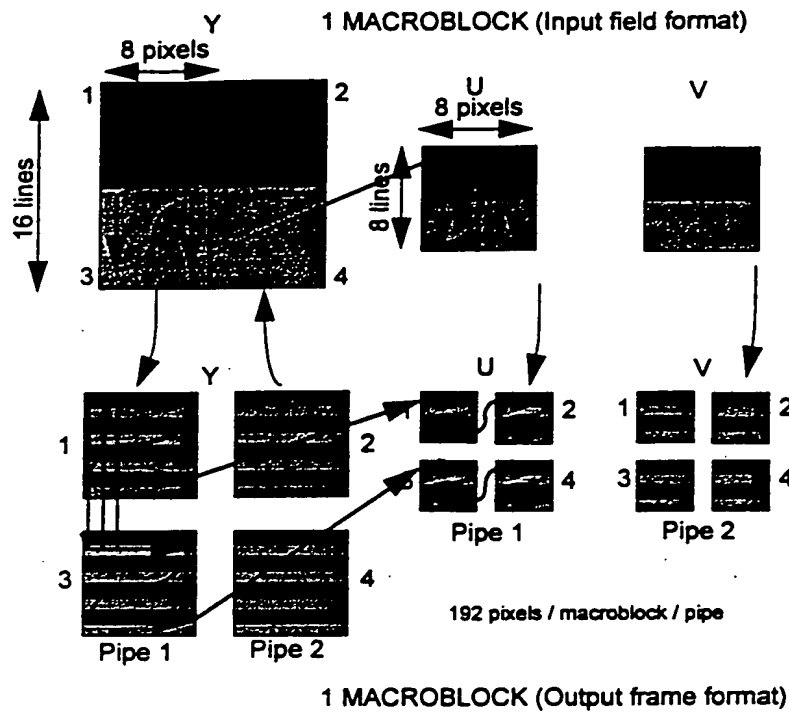 Y
1 MACROBLOCK (Input field format)
8 pixels
1
2
16 lines
3
4
U
8 pixels
8 lines
V
Y
1
2
3
4
Pipe 1
Pipe 2
U
1
2
3
4
Pipe 1
V
1
2
3
4
Pipe 2
192 pixels / macroblock / pipe
1 MACROBLOCK (Output frame format)